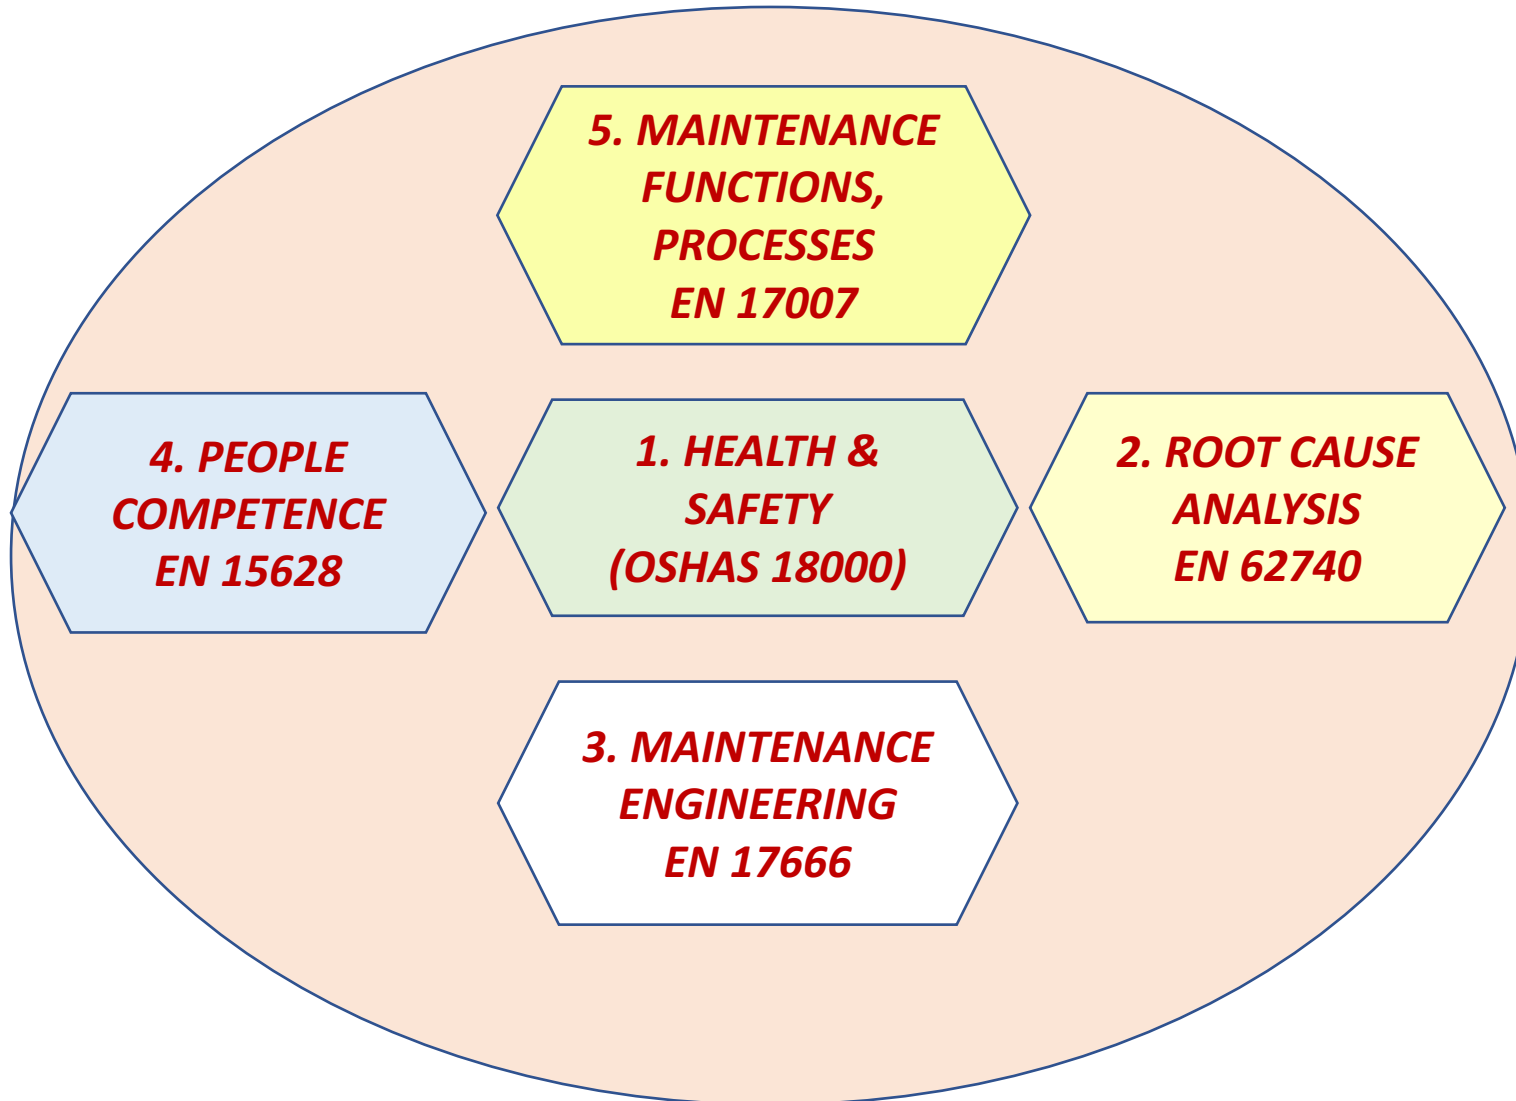 5. MAINTENANCE
FUNCTIONS,
PROCESSES
EN 17007
4. PEOPLE
COMPETENCE
EN 15628
1. HEALTH &
SAFETY
(OSHAS 18000)
2. ROOT CAUSE
ANALYSIS
EN 62740
3. MAINTENANCE
ENGINEERING
EN 17666